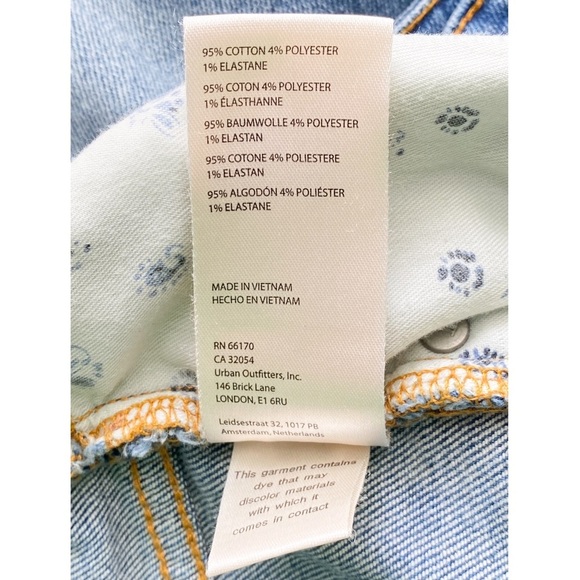 95% COTTON 4% POLYESTER
1% ELASTANE
95% COTON 4% POLYESTER
1% ÉLASTHANNE
95% BAUMWOLLE 4% POLYESTER
1% ELASTAN
95% COTONE 4% POLIESTERE
1% ELASTAN
95% ALGODÓN 4% POLIÉSTER
1% ELASTANE
MADE IN VIETNAM
HECHO EN VIETNAM
RN 66170
CA 32054
Urban Outfitters, Inc.
146 Brick Lane
LONDON, E1 6RU
Leidsestraat 32, 1017 PB
Amsterdam, Netherlands
This garment contains
dye that may
discolor materials
with which it
comes in contact